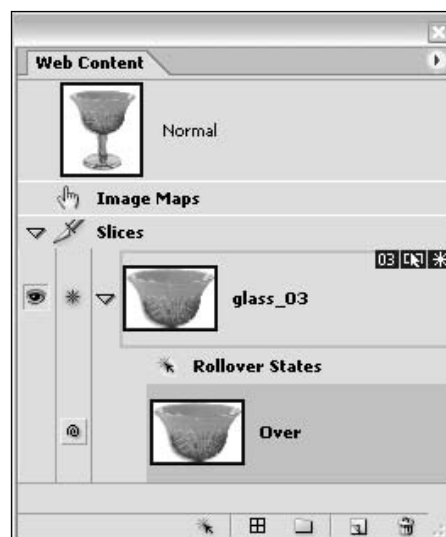 Web Content
Normal
Image Maps
Slices
03
glass_03
Rollover States
Over